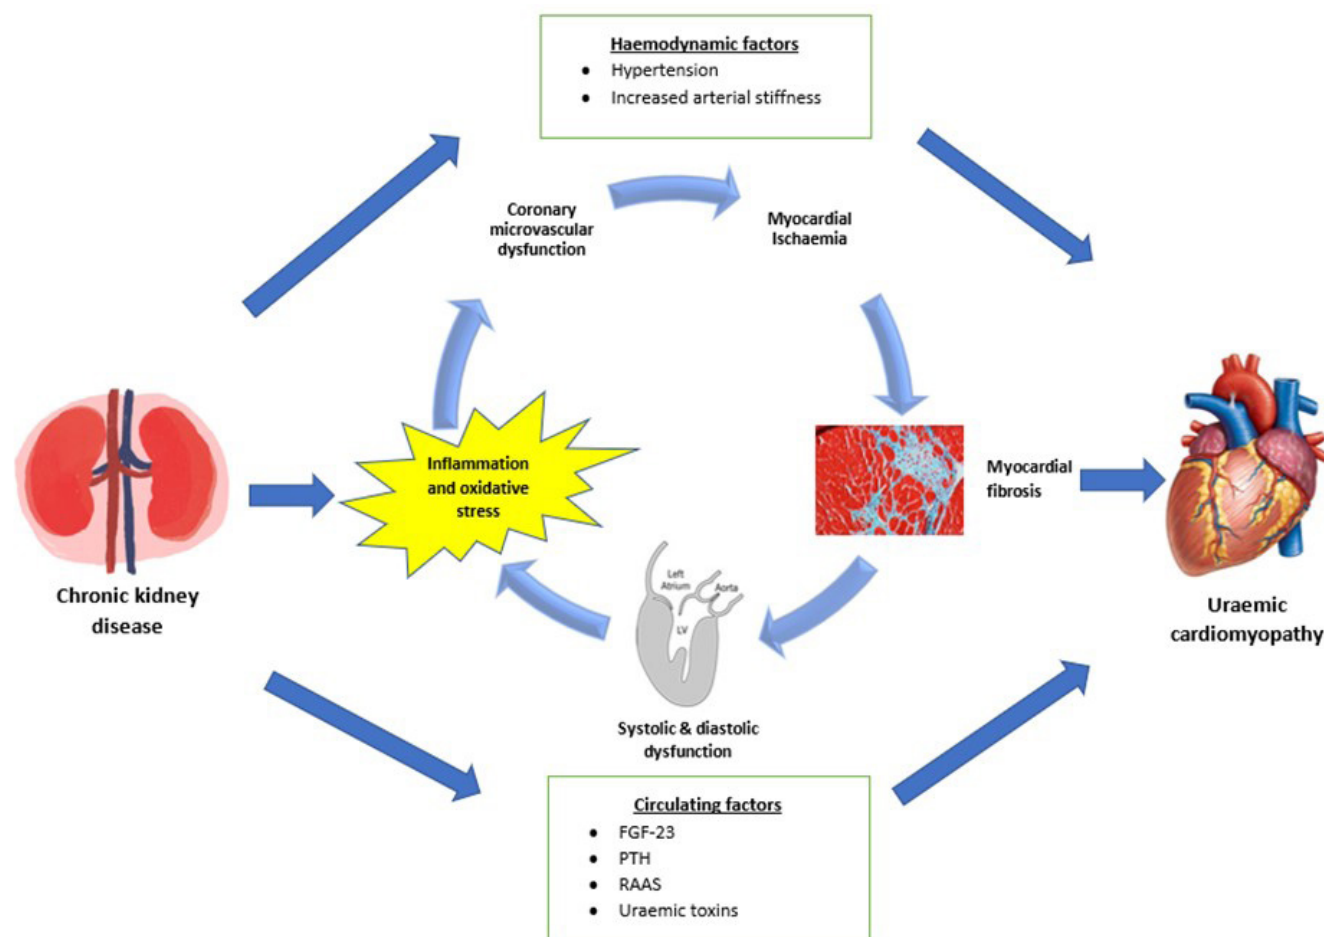 Haemodynamic factors
• Hypertension
• Increased arterial stiffness
Coronary
microvascular
dysfunction
Myocardial
Ischaemia
Inflammation
and oxidative
stress
Myocardial
fibrosis
Chronic kidney
disease
Uraemic
cardiomyopathy
Left
Atrium
Aorta
LV
Systolic & diastolic
dysfunction
Circulating factors
• FGF-23
• PTH
• RAAS
• Uraemic toxins